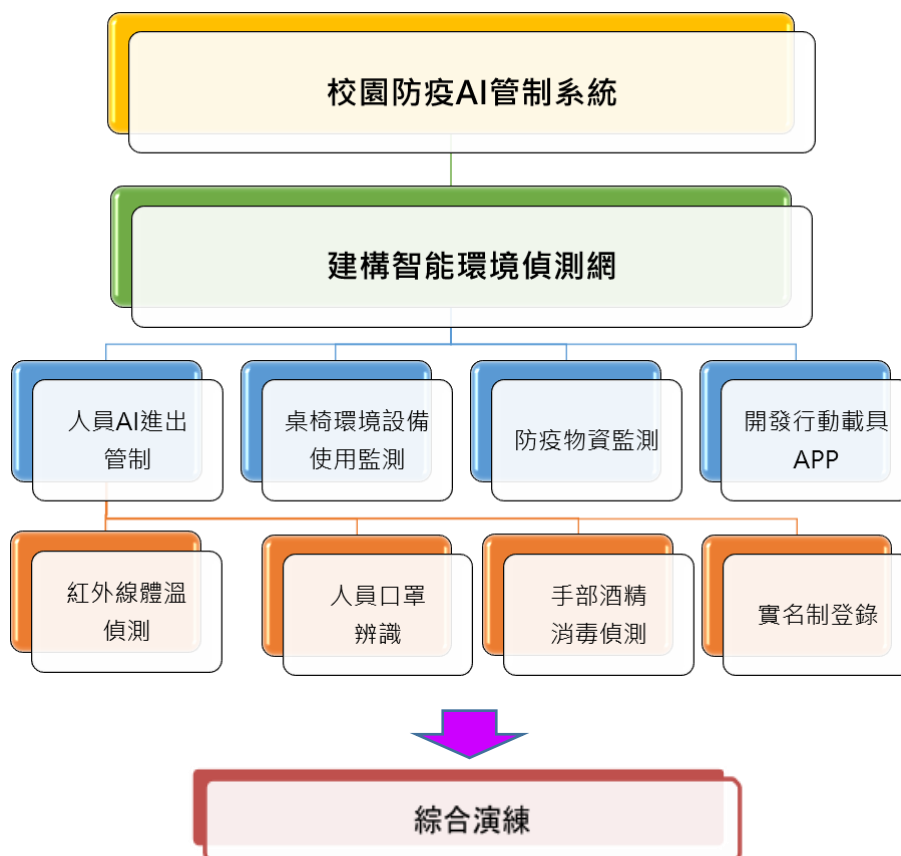 校園防疫AI管制系統
建構智能環境偵測網
人員AI進出
管制
桌椅環境設備
使用監測
防疫物資監測
開發行動載具
APP
紅外線體溫
偵測
人員口罩
辨識
手部酒精
消毒偵測
實名制登錄
綜合演練